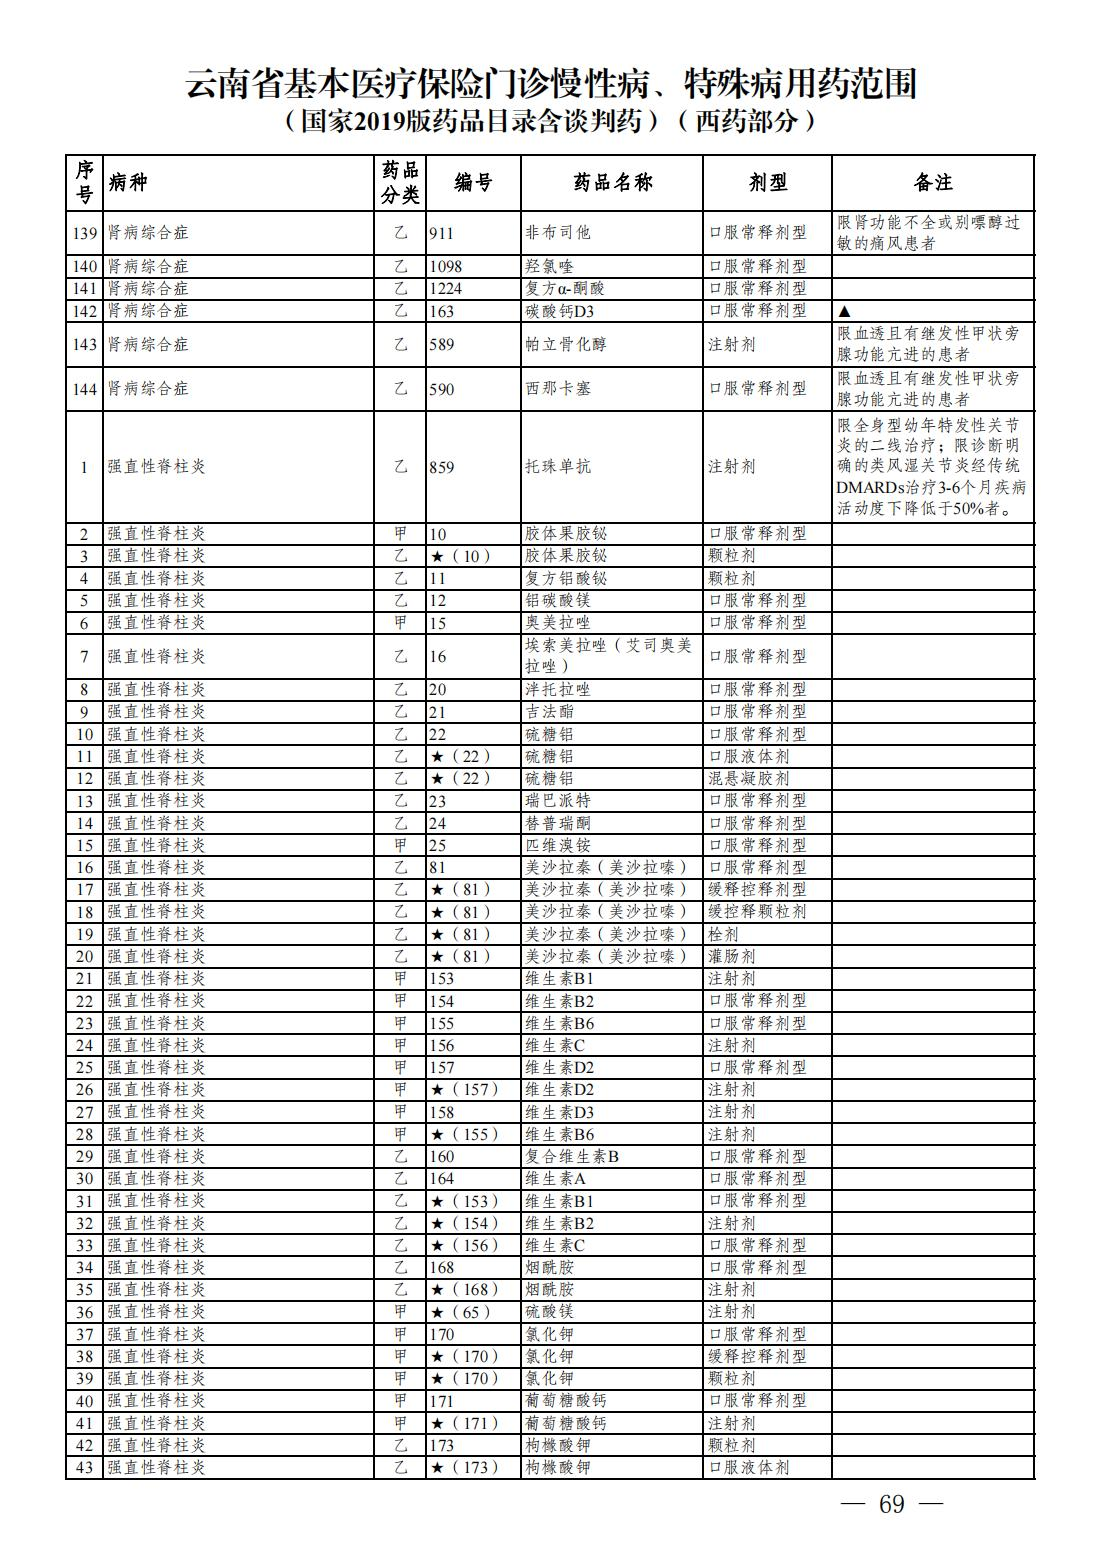 云南省基本医疗保险门诊慢性病、特殊病用药范围
（国家2019版药品目录含谈判药）（西药部分）
序号 病种 药品分类 编号 药品名称 剂型 备注
139 肾病综合症 乙 911 非布司他 口服常释剂型 限肾功能不全或别嘌醇过敏的痛风患者
140 肾病综合症 乙 1098 羟氯喹 口服常释剂型
141 肾病综合症 乙 1224 复方α-酮酸 口服常释剂型
142 肾病综合症 乙 163 碳酸钙D3 口服常释剂型 ▲
143 肾病综合症 乙 589 帕立骨化醇 注射剂 限血透且有继发性甲状旁腺功能亢进的患者
144 肾病综合症 乙 590 西那卡塞 口服常释剂型 限血透且有继发性甲状旁腺功能亢进的患者
1 强直性脊柱炎 乙 859 托珠单抗 注射剂 限全身型幼年特发性关节炎的二线治疗；限诊断明确的类风湿关节炎经传统DMARDs治疗3-6个月疾病活动度下降低于50%者。
2 强直性脊柱炎 甲 10 胶体果胶铋 口服常释剂型
3 强直性脊柱炎 乙 ★（10） 胶体果胶铋 颗粒剂
4 强直性脊柱炎 乙 11 复方铝酸铋 颗粒剂
5 强直性脊柱炎 乙 12 铝碳酸镁 口服常释剂型
6 强直性脊柱炎 甲 15 奥美拉唑 口服常释剂型
7 强直性脊柱炎 乙 16 埃索美拉唑（艾司奥美拉唑） 口服常释剂型
8 强直性脊柱炎 乙 20 泮托拉唑 口服常释剂型
9 强直性脊柱炎 乙 21 吉法酯 口服常释剂型
10 强直性脊柱炎 乙 22 硫糖铝 口服常释剂型
11 强直性脊柱炎 乙 ★（22） 硫糖铝 口服液体剂
12 强直性脊柱炎 乙 ★（22） 硫糖铝 混悬凝胶剂
13 强直性脊柱炎 乙 23 瑞巴派特 口服常释剂型
14 强直性脊柱炎 乙 24 替普瑞酮 口服常释剂型
15 强直性脊柱炎 甲 25 匹维溴铵 口服常释剂型
16 强直性脊柱炎 乙 81 美沙拉秦（美沙拉嗪） 口服常释剂型
17 强直性脊柱炎 乙 ★（81） 美沙拉秦（美沙拉嗪） 缓释控释剂型
18 强直性脊柱炎 乙 ★（81） 美沙拉秦（美沙拉嗪） 缓控释颗粒剂
19 强直性脊柱炎 乙 ★（81） 美沙拉秦（美沙拉嗪） 栓剂
20 强直性脊柱炎 乙 ★（81） 美沙拉秦（美沙拉嗪） 灌肠剂
21 强直性脊柱炎 甲 153 维生素B1 注射剂
22 强直性脊柱炎 甲 154 维生素B2 口服常释剂型
23 强直性脊柱炎 甲 155 维生素B6 口服常释剂型
24 强直性脊柱炎 甲 156 维生素C 注射剂
25 强直性脊柱炎 甲 157 维生素D2 口服常释剂型
26 强直性脊柱炎 甲 ★（157） 维生素D2 注射剂
27 强直性脊柱炎 甲 158 维生素D3 注射剂
28 强直性脊柱炎 甲 ★（155） 维生素B6 注射剂
29 强直性脊柱炎 乙 160 复合维生素B 口服常释剂型
30 强直性脊柱炎 乙 164 维生素A 口服常释剂型
31 强直性脊柱炎 乙 ★（153） 维生素B1 口服常释剂型
32 强直性脊柱炎 乙 ★（154） 维生素B2 注射剂
33 强直性脊柱炎 乙 ★（156） 维生素C 口服常释剂型
34 强直性脊柱炎 乙 168 烟酰胺 口服常释剂型
35 强直性脊柱炎 乙 ★（168） 烟酰胺 注射剂
36 强直性脊柱炎 甲 ★（65） 硫酸镁 注射剂
37 强直性脊柱炎 甲 170 氯化钾 口服常释剂型
38 强直性脊柱炎 甲 ★（170） 氯化钾 缓释控释剂型
39 强直性脊柱炎 甲 ★（170） 氯化钾 颗粒剂
40 强直性脊柱炎 甲 171 葡萄糖酸钙 口服常释剂型
41 强直性脊柱炎 甲 ★（171） 葡萄糖酸钙 注射剂
42 强直性脊柱炎 乙 173 枸橼酸钾 颗粒剂
43 强直性脊柱炎 乙 ★（173） 枸橼酸钾 口服液体剂
— 69 —